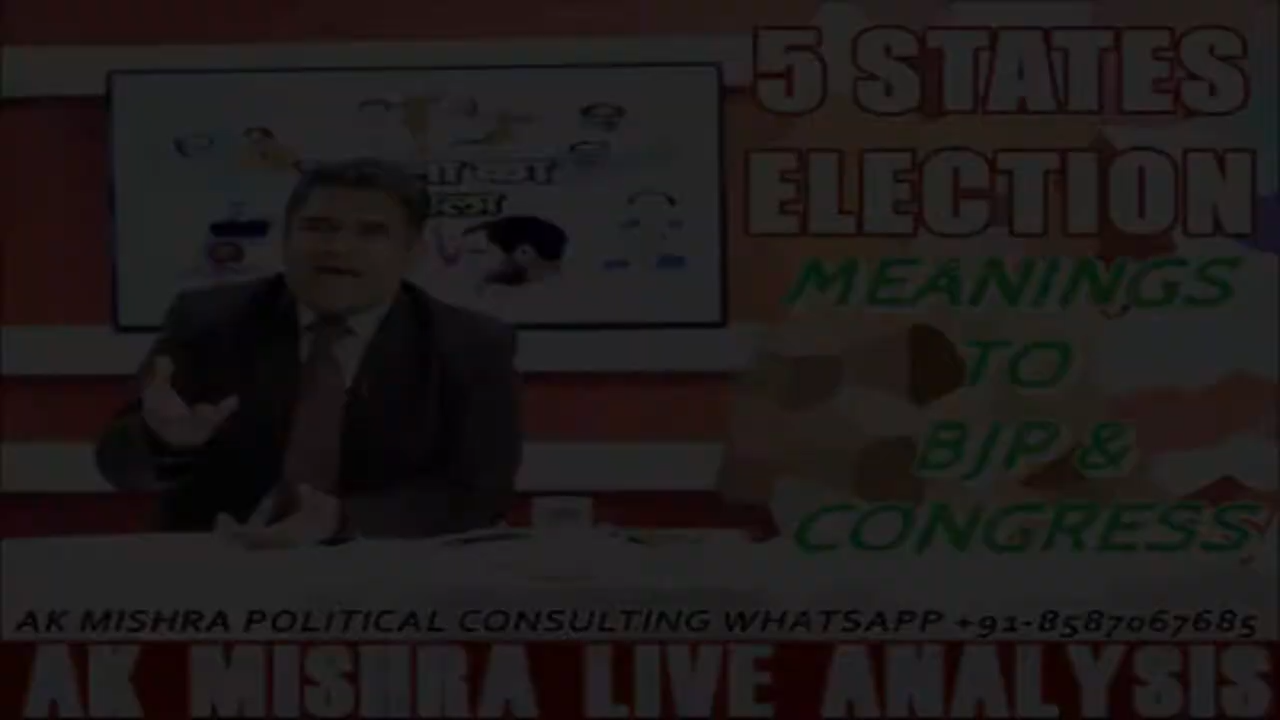 5 STATES
ELECTION
MEANINGS
TO
BJP &
CONGRESS
AK MISHRA POLITICAL CONSULTING WHATSAPP +91-8587067685
AK MISHRA LIVE ANALYSIS